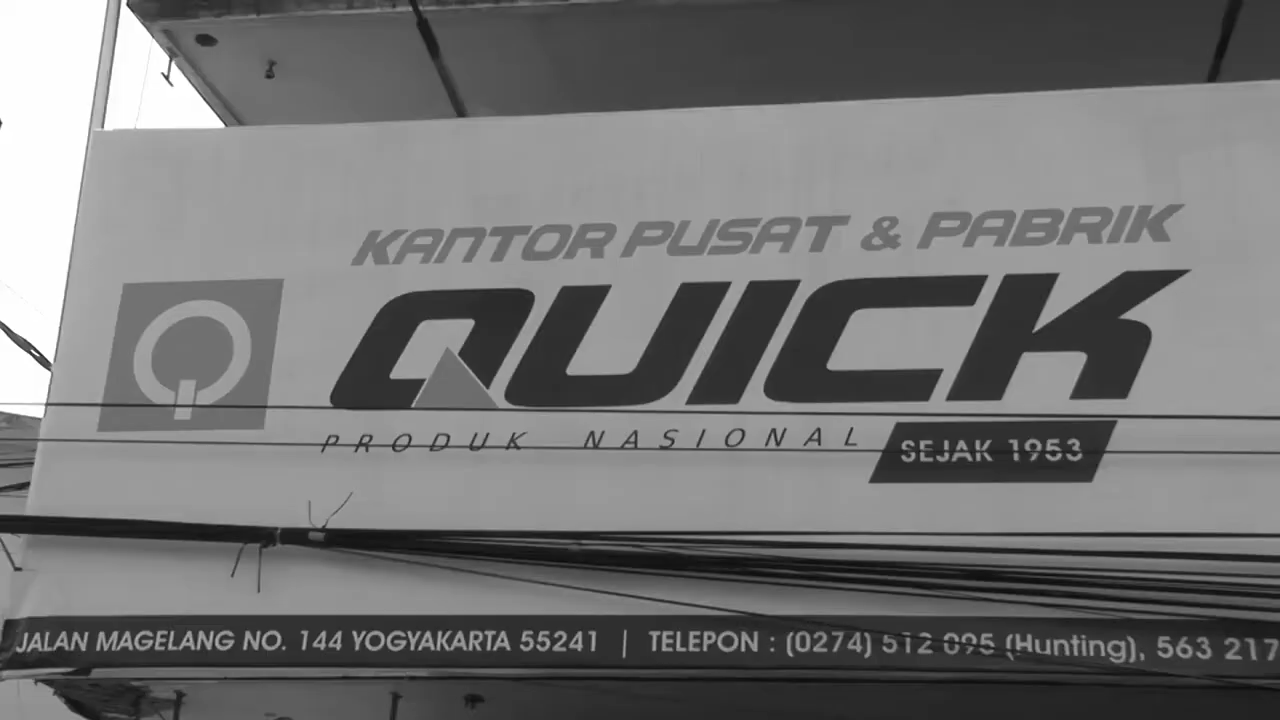 KANTOR PUSAT & PABRIK
QUICK
PRODUK NASIONAL
SEJAK 1953
JALAN MAGELANG NO. 144 YOGYAKARTA 55241 | TELEPON : (0274) 512 095 (Hunting), 563 217